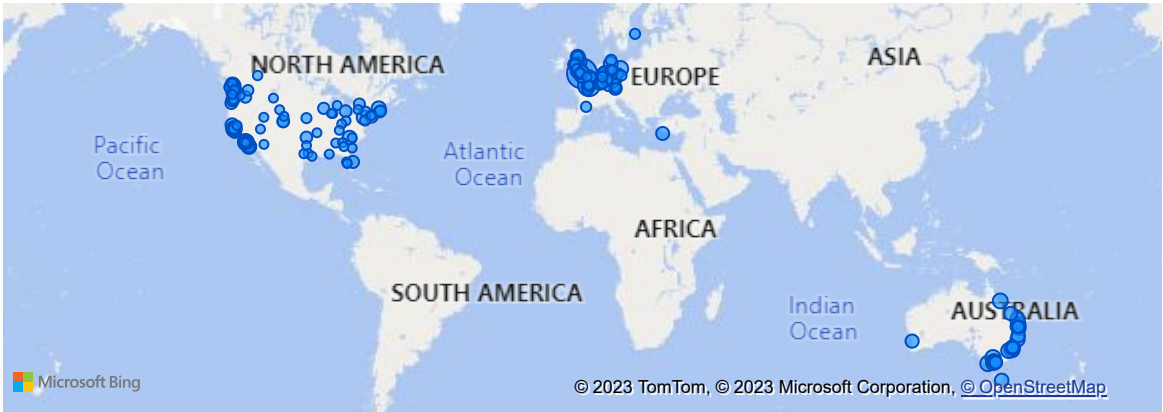 NORTH AMERICA
ASIA
EUROPE
Pacific
Ocean
Atlantic
Ocean
AFRICA
SOUTH AMERICA
Indian
Ocean
AUSTRALIA
Microsoft Bing
© 2023 TomTom, © 2023 Microsoft Corporation, © OpenStreetMap